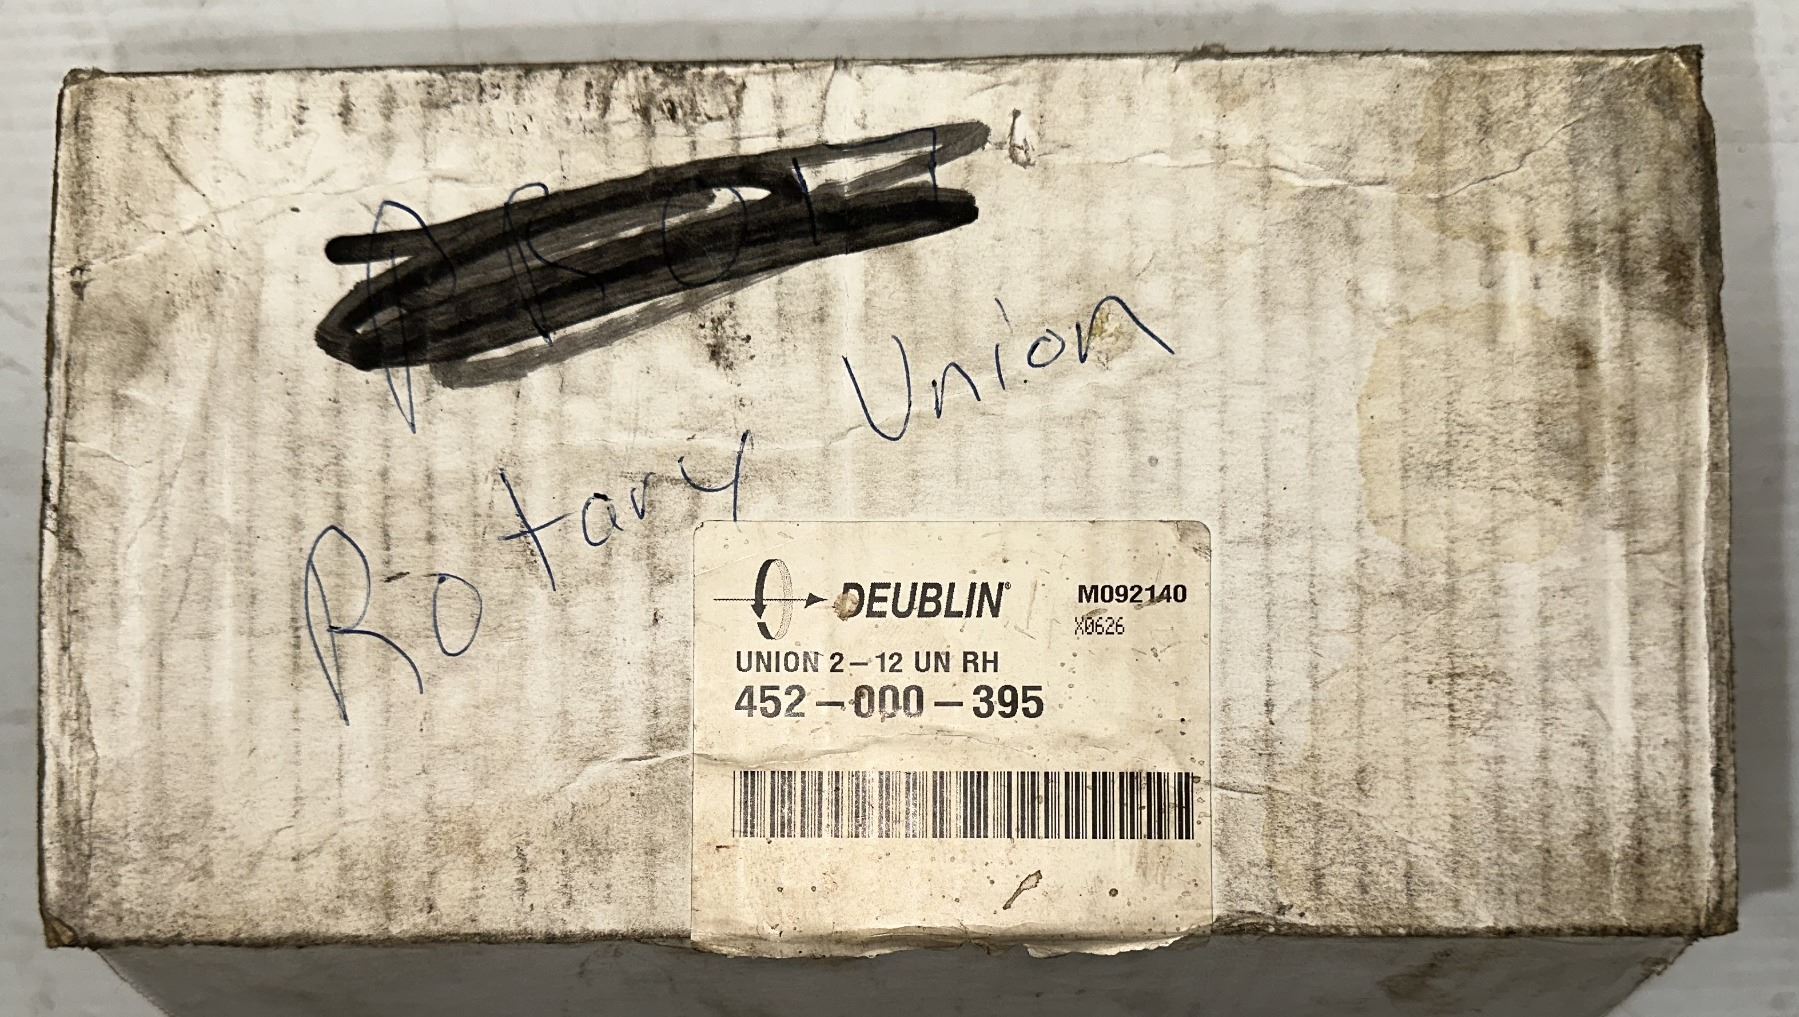 Rotary Union
DEUBLIN®
M092140
X0626
UNION 2-12 UN RH
452-000-395